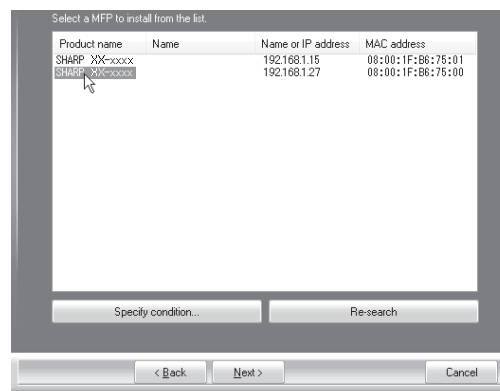 Select a MFP to install from the list.
Product name Name Name or IP address MAC address
SHARP XX-xxxx 192.168.1.15 08:00:1F:B6:75:01
SHARP XX-xxxx 192.168.1.27 08:00:1F:B6:75:00
Specify condition... Re-search
< Back Next > Cancel